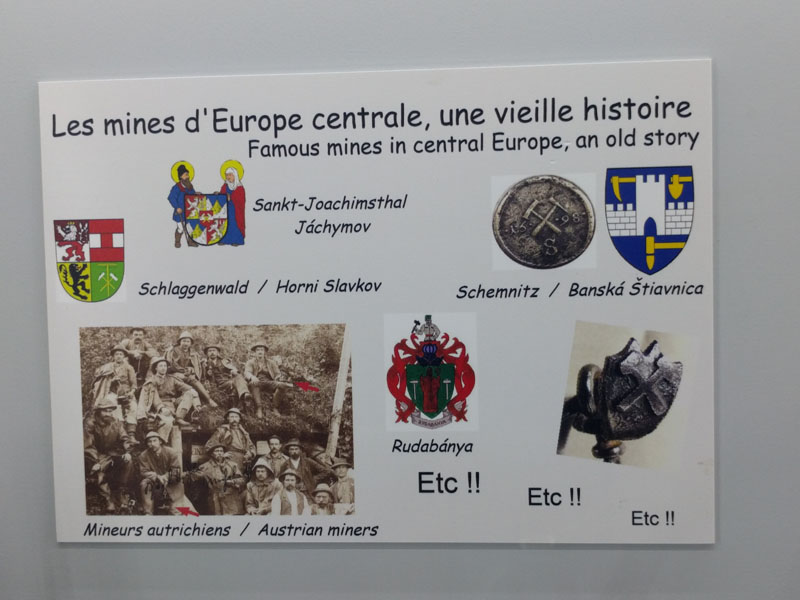 Les mines d'Europe centrale, une vieille histoire
Famous mines in central Europe, an old story
Sankt-Joachimsthal
Jáchymov
Schlaggenwald / Horni Slavkov
Schemnitz / Banská Štiavnica
S
Rudabánya
Mineurs autrichiens / Austrian miners
Etc !!
Etc !!
Etc !!